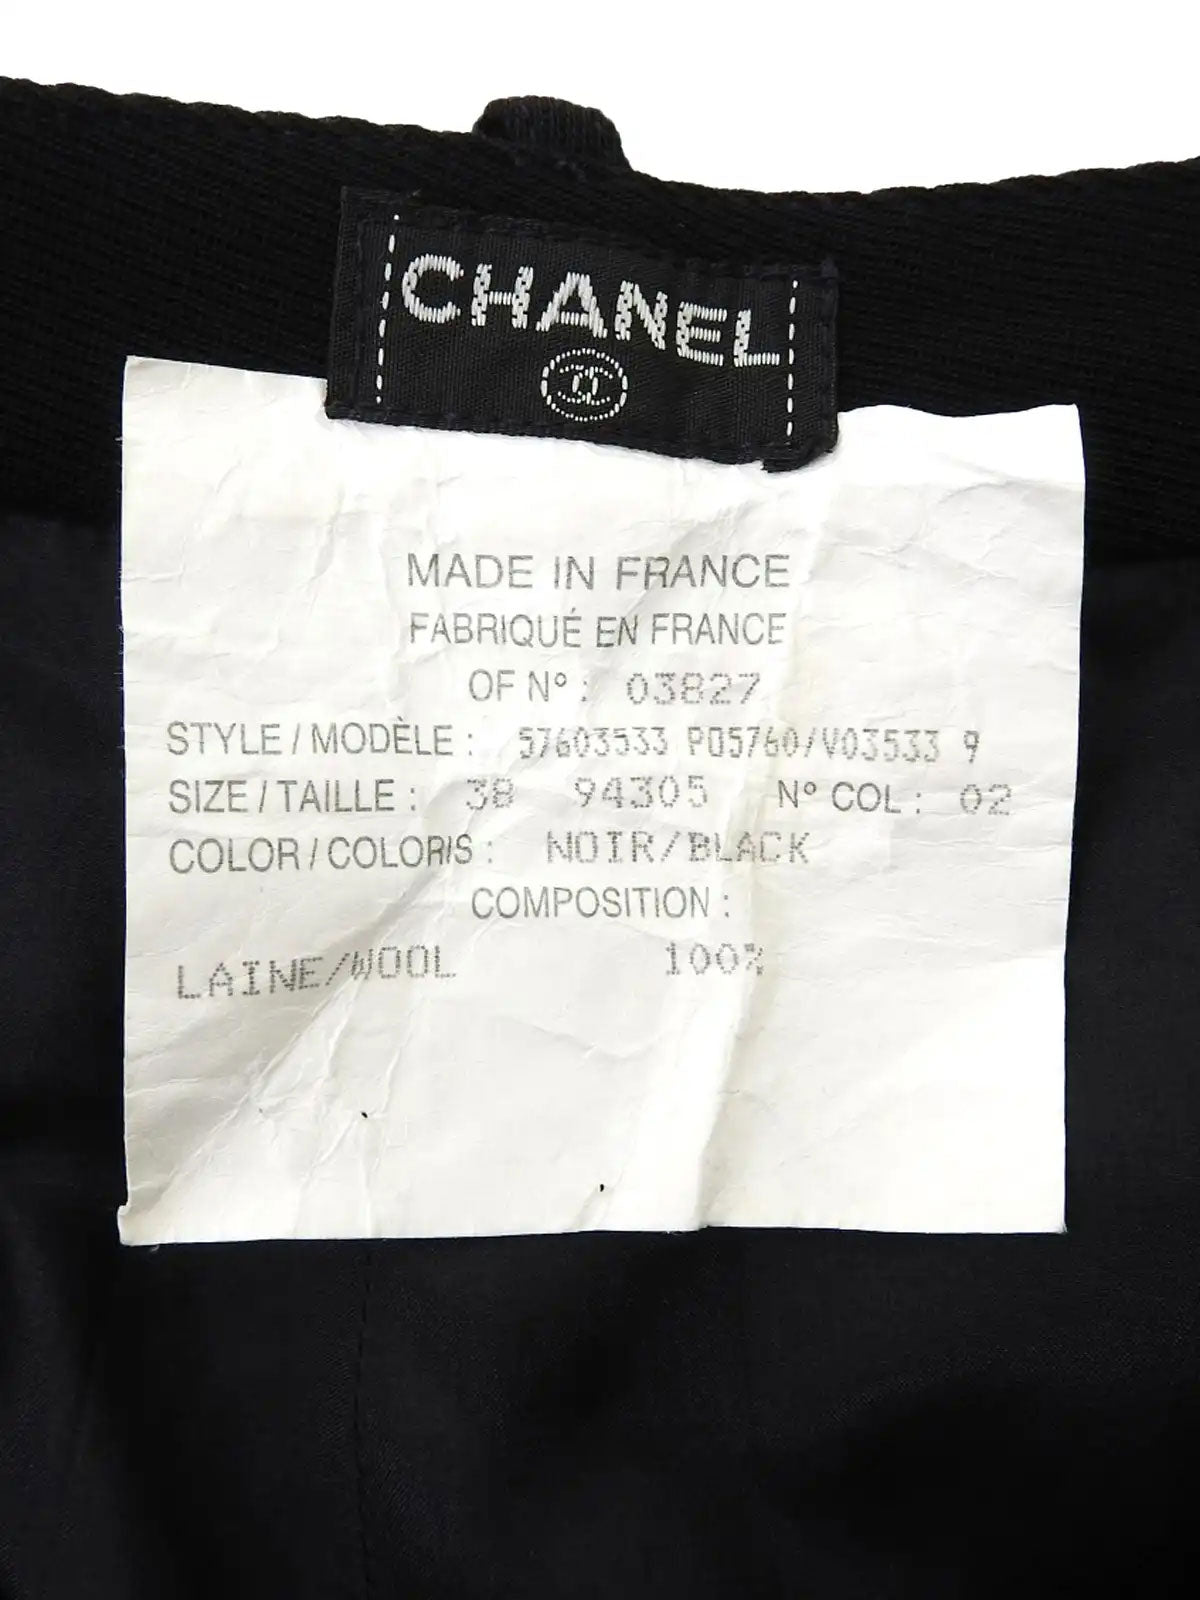 CHANEL
MADE IN FRANCE
FABRIQUÉ EN FRANCE
OF N° : 03827
STYLE / MODÈLE : 57603533 P05760/V03533 9
SIZE / TAILLE : 38 94305 N° COL : 02
COLOR / COLORIS : NOIR/BLACK
COMPOSITION :
LAINE/WOOL 100%